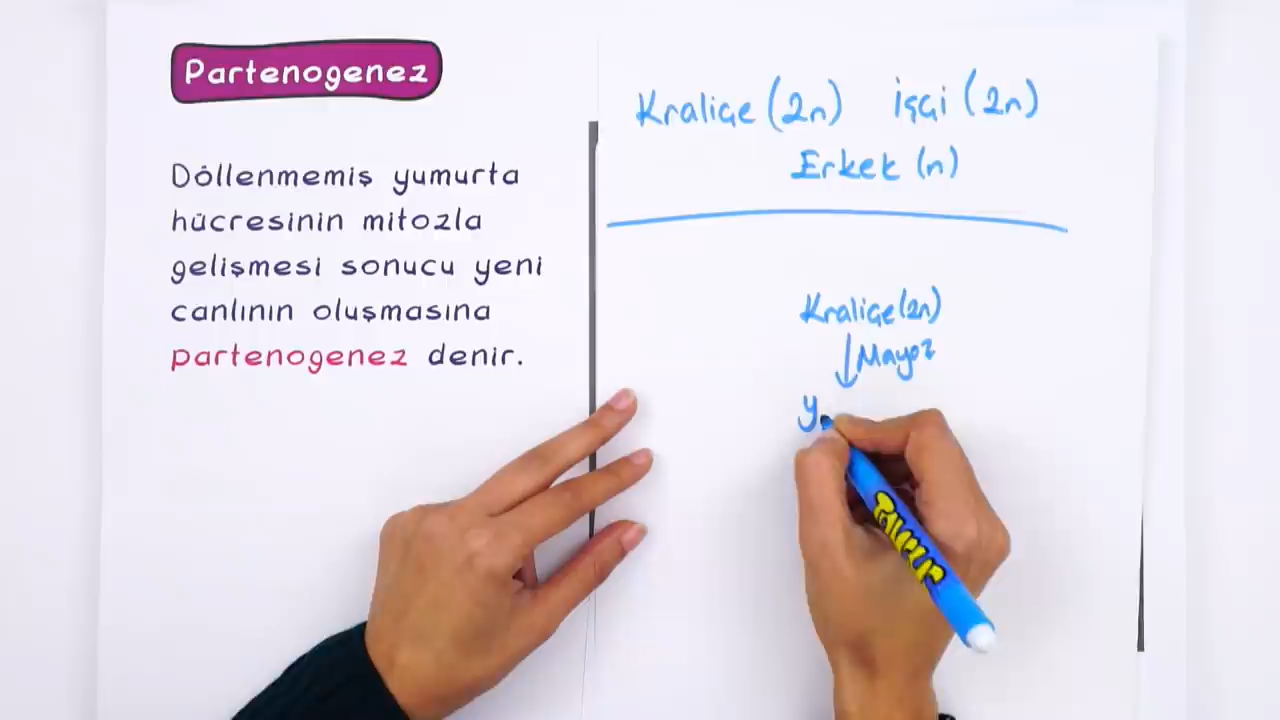 Partenogenez
Döllenmemiş yumurta
hücresinin mitozla
gelişmesi sonucu yeni
canlının oluşmasına
partenogenez denir.
Kraliçe (2n) İşçi (2n)
Erkek (n)
Kraliçe (2n)
Mayoz
y